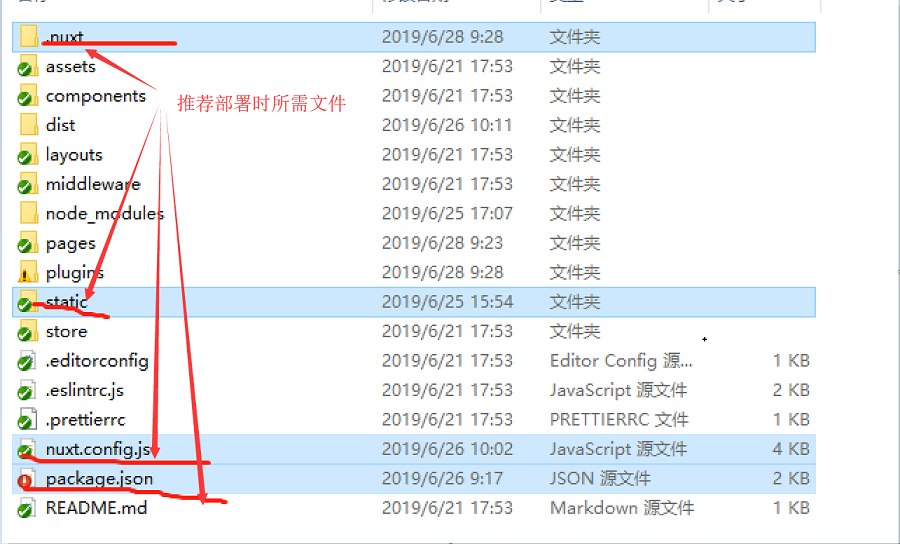 .nuxt 2019/6/28 9:28 文件夹
assets 2019/6/21 17:53 文件夹
components 2019/6/21 17:53 文件夹
推荐部署时所需文件
dist 2019/6/26 10:11 文件夹
layouts 2019/6/21 17:53 文件夹
middleware 2019/6/21 17:53 文件夹
node_modules 2019/6/25 17:07 文件夹
pages 2019/6/28 9:23 文件夹
plugins 2019/6/28 9:28 文件夹
static 2019/6/25 15:54 文件夹
store 2019/6/21 17:53 文件夹
.editorconfig 2019/6/21 17:53 Editor Config 源... 1 KB
.eslintrc.js 2019/6/21 17:53 JavaScript 源文件 2 KB
.prettierrc 2019/6/21 17:53 PRETTIERRC 文件 1 KB
nuxt.config.js 2019/6/26 10:02 JavaScript 源文件 4 KB
package.json 2019/6/26 9:17 JSON 源文件 2 KB
README.md 2019/6/21 17:53 Markdown 源文件 1 KB